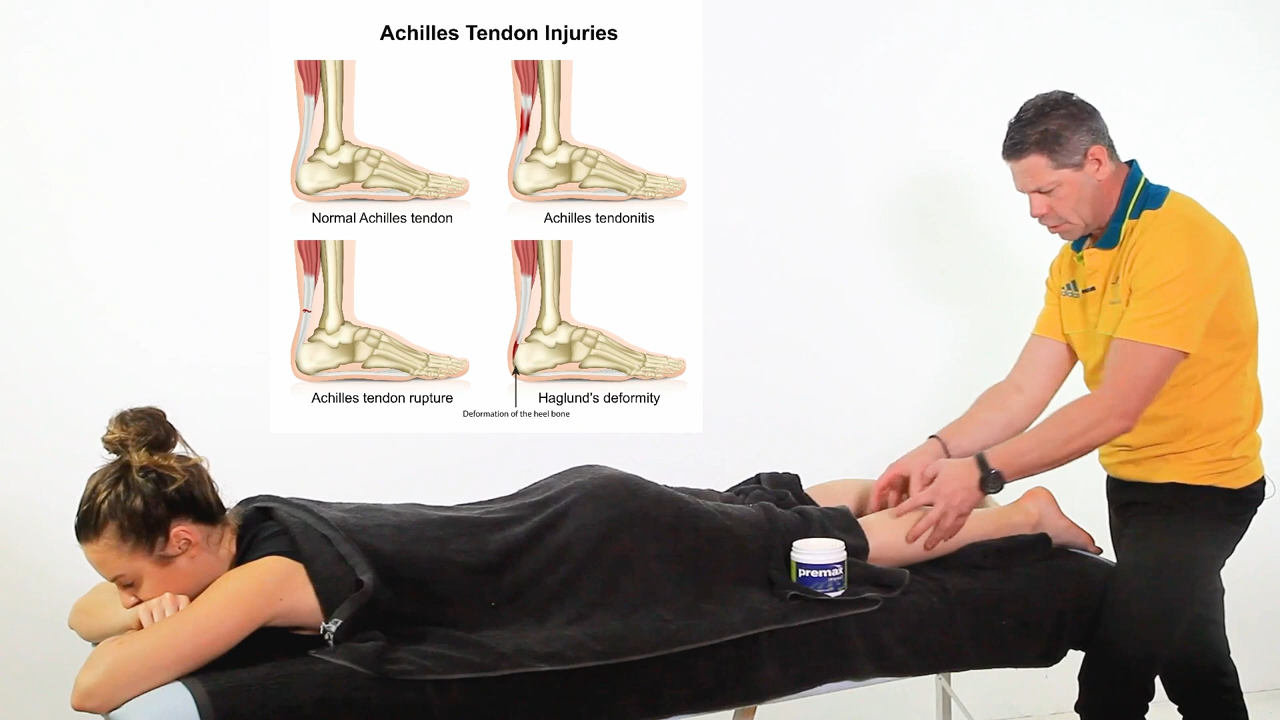 Achilles Tendon Injuries
Normal Achilles tendon
Achilles tendonitis
Achilles tendon rupture
Haglund's deformity
Deformation of the heel bone
premax